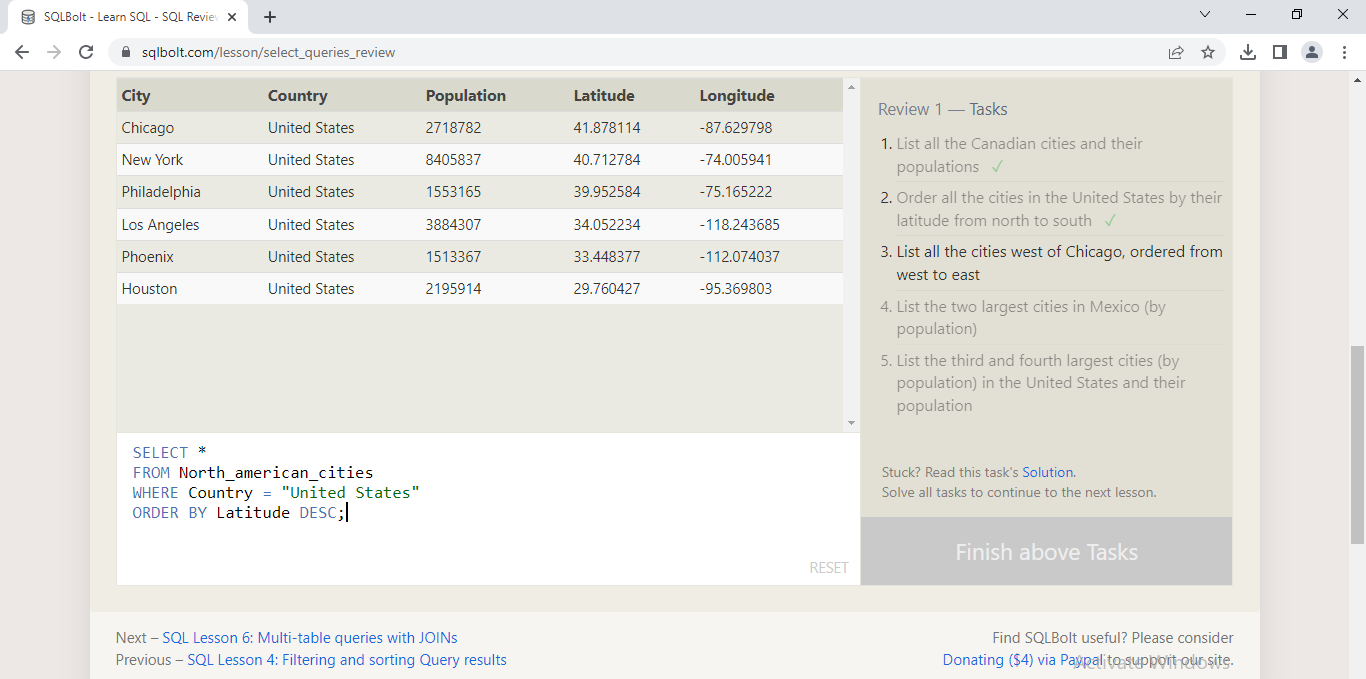 SQLBolt - Learn SQL - SQL Review
sqlbolt.com/lesson/select_queries_review
City Country Population Latitude Longitude
Chicago United States 2718782 41.878114 -87.629798
New York United States 8405837 40.712784 -74.005941
Philadelphia United States 1553165 39.952584 -75.165222
Los Angeles United States 3884307 34.052234 -118.243685
Phoenix United States 1513367 33.448377 -112.074037
Houston United States 2195914 29.760427 -95.369803
SELECT *
FROM North_american_cities
WHERE Country = "United States"
ORDER BY Latitude DESC;
RESET
Review 1 — Tasks
1. List all the Canadian cities and their
populations ✓
2. Order all the cities in the United States by their
latitude from north to south ✓
3. List all the cities west of Chicago, ordered from
west to east
4. List the two largest cities in Mexico (by
population)
5. List the third and fourth largest cities (by
population) in the United States and their
population
Stuck? Read this task's Solution.
Solve all tasks to continue to the next lesson.
Finish above Tasks
Next – SQL Lesson 6: Multi-table queries with JOINs
Previous – SQL Lesson 4: Filtering and sorting Query results
Find SQLBolt useful? Please consider
Donating ($4) via Paypal to support our site.
Activate Windows